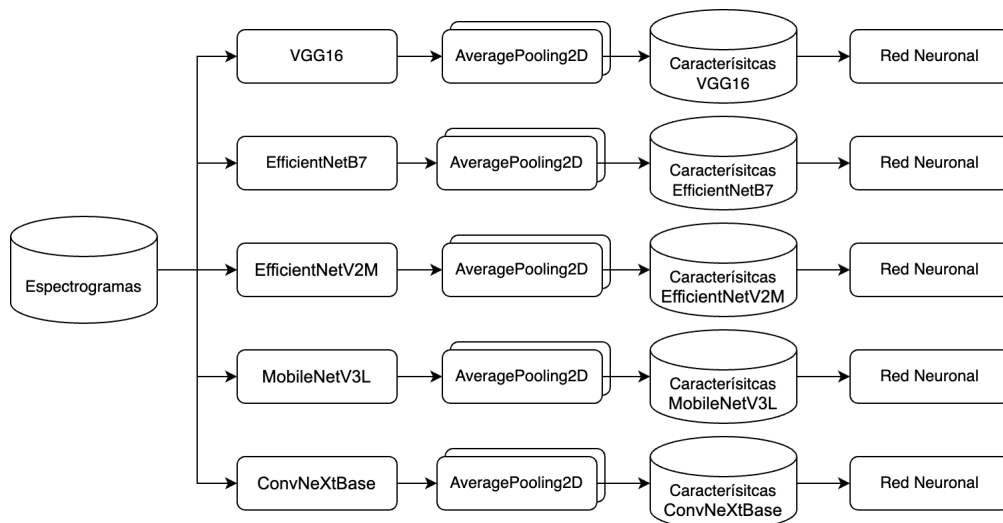 VGG16
AveragePooling2D
Caracterísitcas
VGG16
Red Neuronal
EfficientNetB7
AveragePooling2D
Caracterísitcas
EfficientNetB7
Red Neuronal
Espectrogramas
EfficientNetV2M
AveragePooling2D
Caracterísitcas
EfficientNetV2M
Red Neuronal
MobileNetV3L
AveragePooling2D
Caracterísitcas
MobileNetV3L
Red Neuronal
ConvNeXtBase
AveragePooling2D
Caracterísitcas
ConvNeXtBase
Red Neuronal